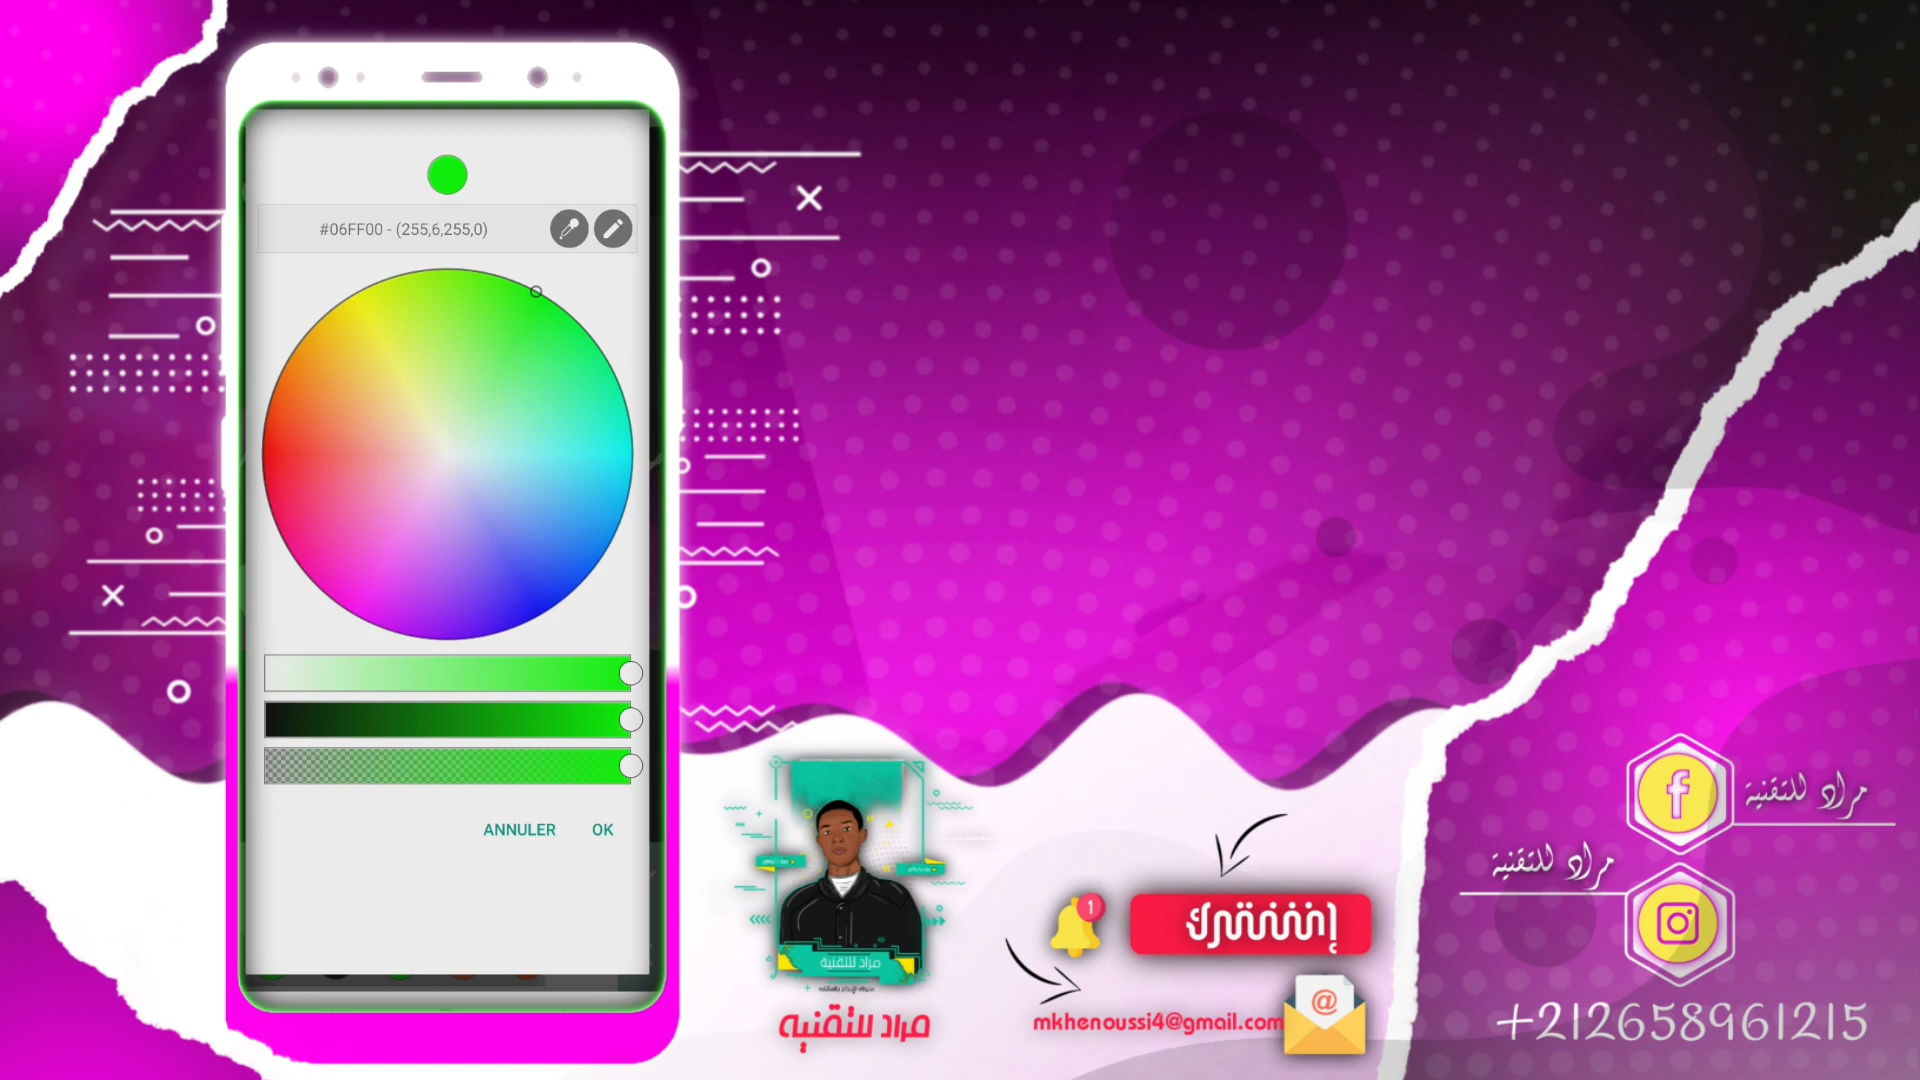 #06FF00 - (255,6,255,0)
ANNULER OK
مراد للتقنية
مراد للتقنية
1
إشترك
@
mkhenoussi4@gmail.com
مراد للتقنية
مراد للتقنية
+212658961215